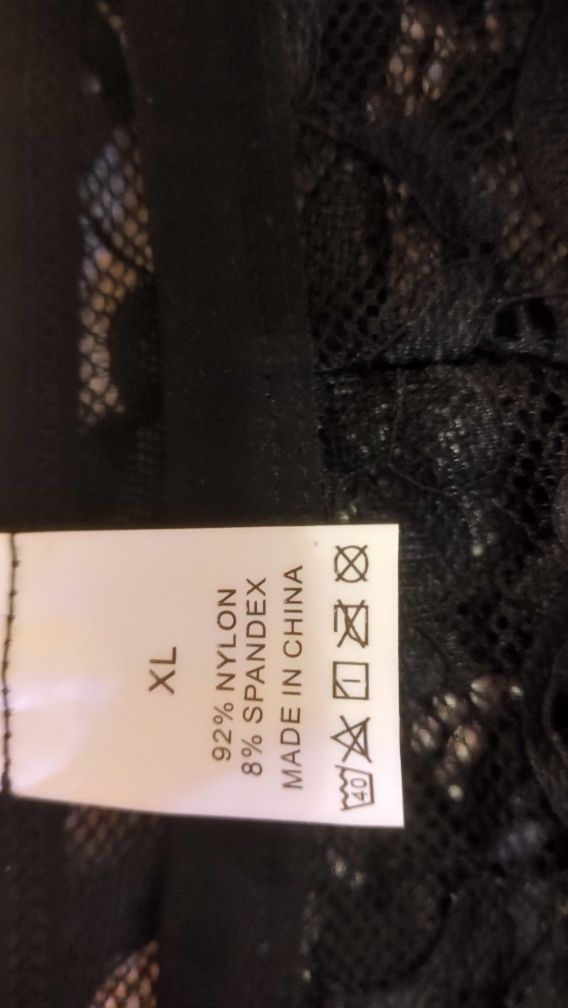 XL
92% NYLON
8% SPANDEX
MADE IN CHINA
40